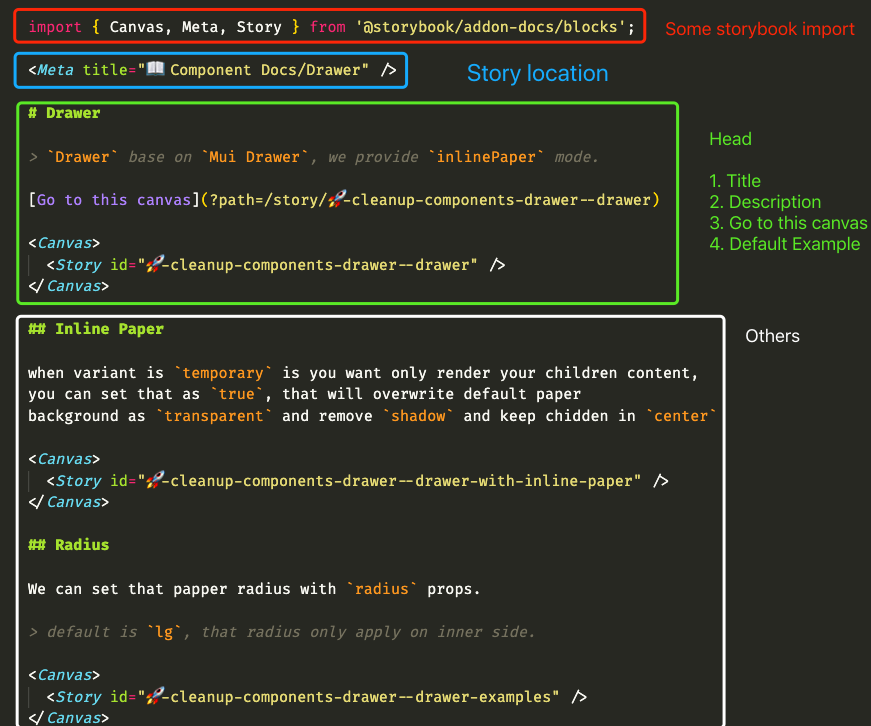 import { Canvas, Meta, Story } from '@storybook/addon-docs/blocks';
Some storybook import
<Meta title="📖 Component Docs/Drawer" />
Story location
# Drawer
> `Drawer` base on `Mui Drawer`, we provide `inlinePaper` mode.
[Go to this canvas](?path=/story/🚀-cleanup-components-drawer--drawer)
<Canvas>
<Story id="🚀-cleanup-components-drawer--drawer" />
</Canvas>
Head
1. Title
2. Description
3. Go to this canvas
4. Default Example
## Inline Paper
when variant is `temporary` is you want only render your children content,
you can set that as `true`, that will overwrite default paper
background as `transparent` and remove `shadow` and keep chidden in `center`
<Canvas>
<Story id="🚀-cleanup-components-drawer--drawer-with-inline-paper" />
</Canvas>
## Radius
We can set that papper radius with `radius` props.
> default is `lg`, that radius only apply on inner side.
<Canvas>
<Story id="🚀-cleanup-components-drawer--drawer-examples" />
</Canvas>
Others